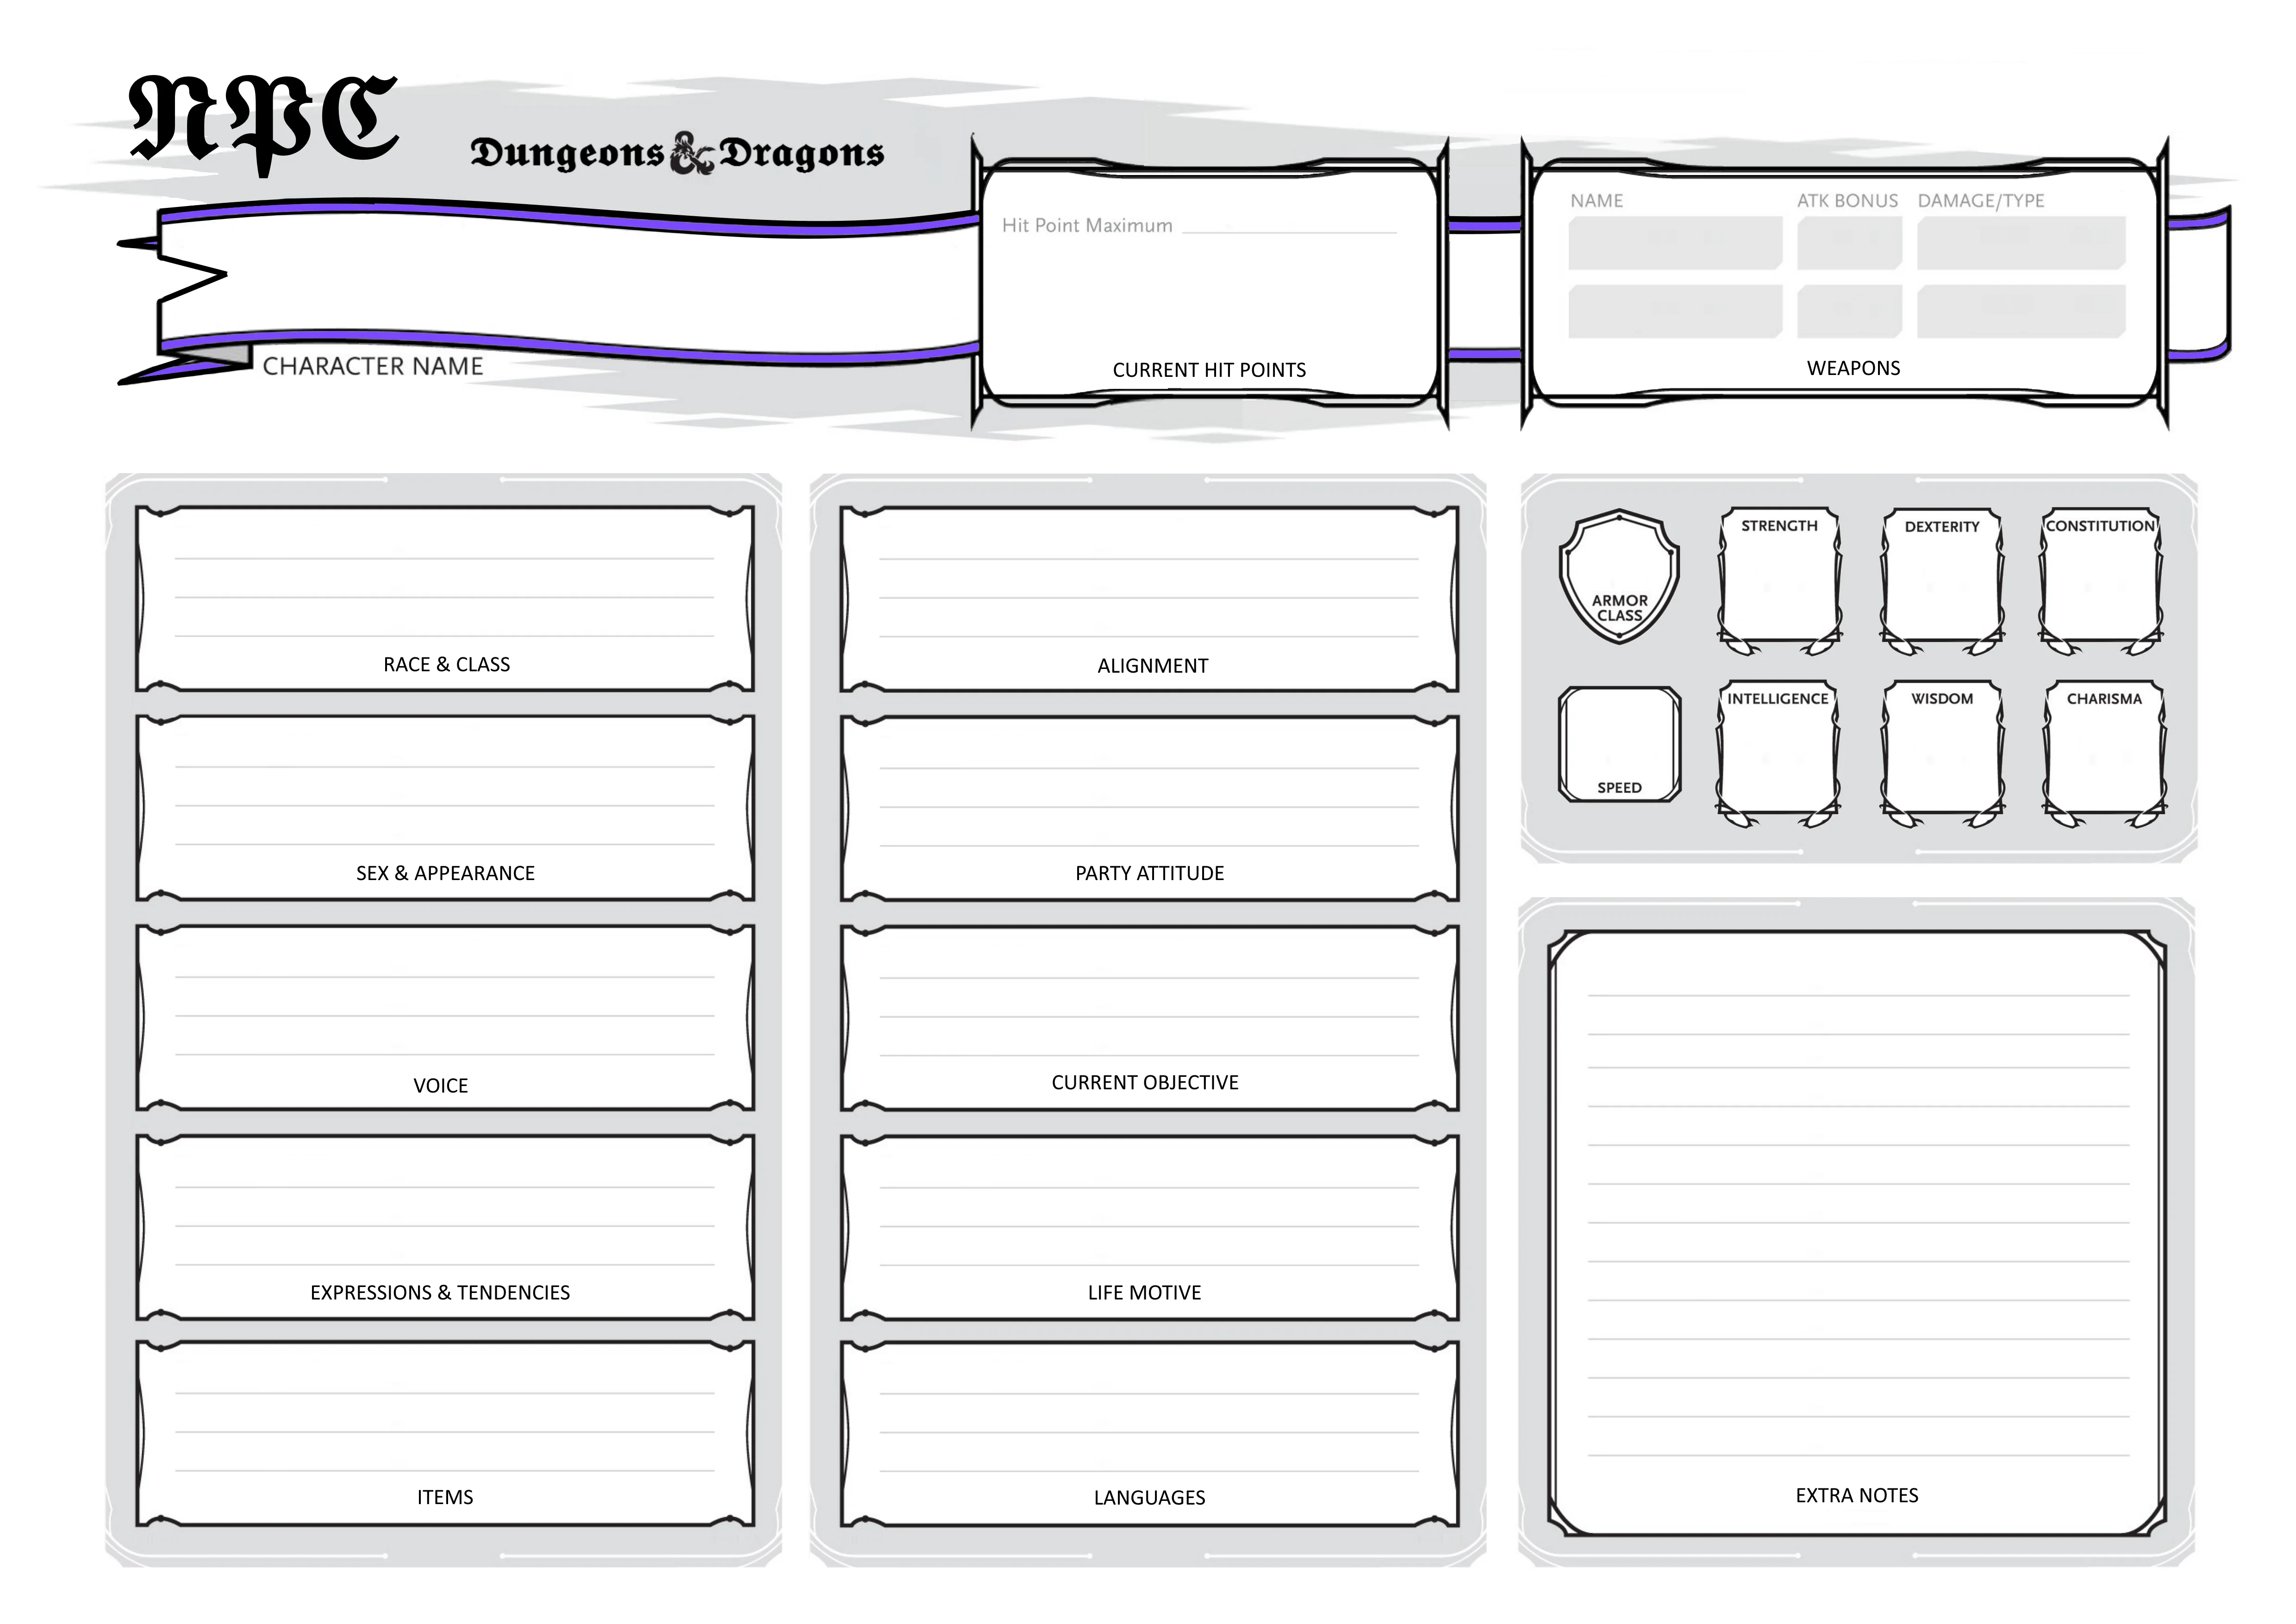 NPC
Dungeons & Dragons
CHARACTER NAME
Hit Point Maximum
CURRENT HIT POINTS
NAME ATK BONUS DAMAGE/TYPE
WEAPONS
RACE & CLASS
SEX & APPEARANCE
VOICE
EXPRESSIONS & TENDENCIES
ITEMS
ALIGNMENT
PARTY ATTITUDE
CURRENT OBJECTIVE
LIFE MOTIVE
LANGUAGES
ARMOR
CLASS
STRENGTH
DEXTERITY
CONSTITUTION
SPEED
INTELLIGENCE
WISDOM
CHARISMA
EXTRA NOTES